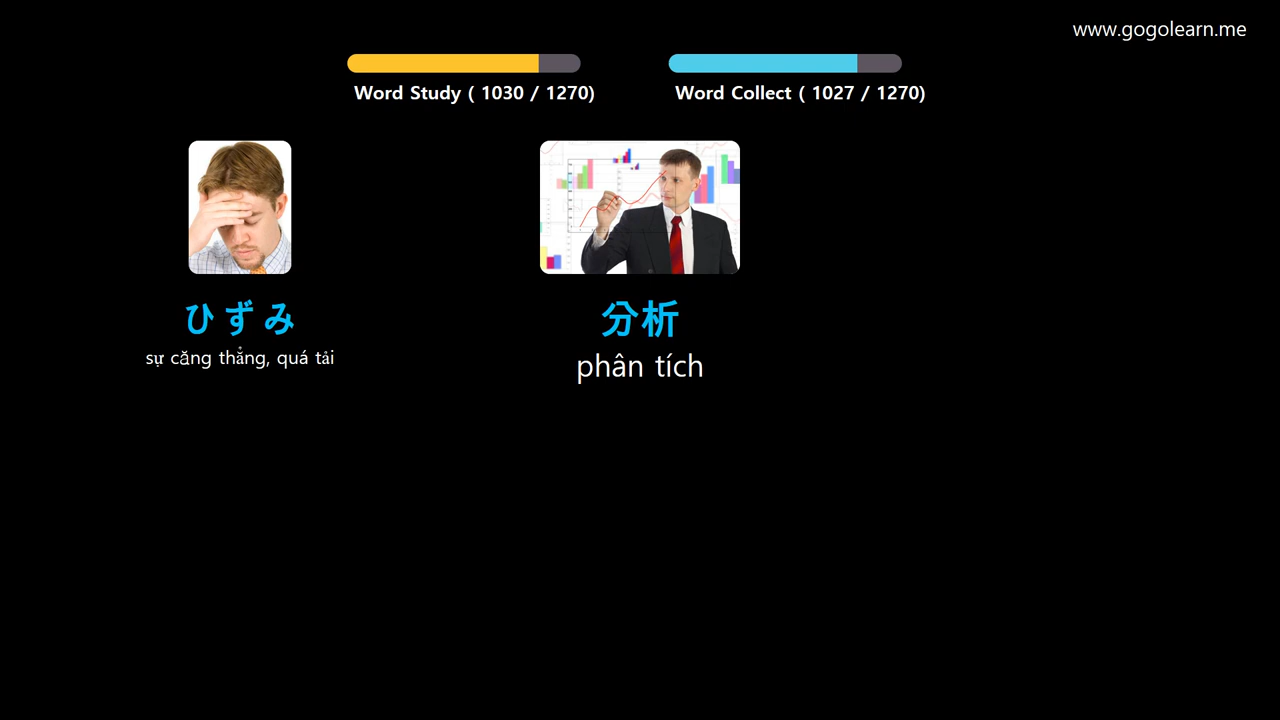 www.gogolearn.me
Word Study ( 1030 / 1270)
Word Collect ( 1027 / 1270)
ひずみ
sự căng thẳng, quá tải
分析
phân tích